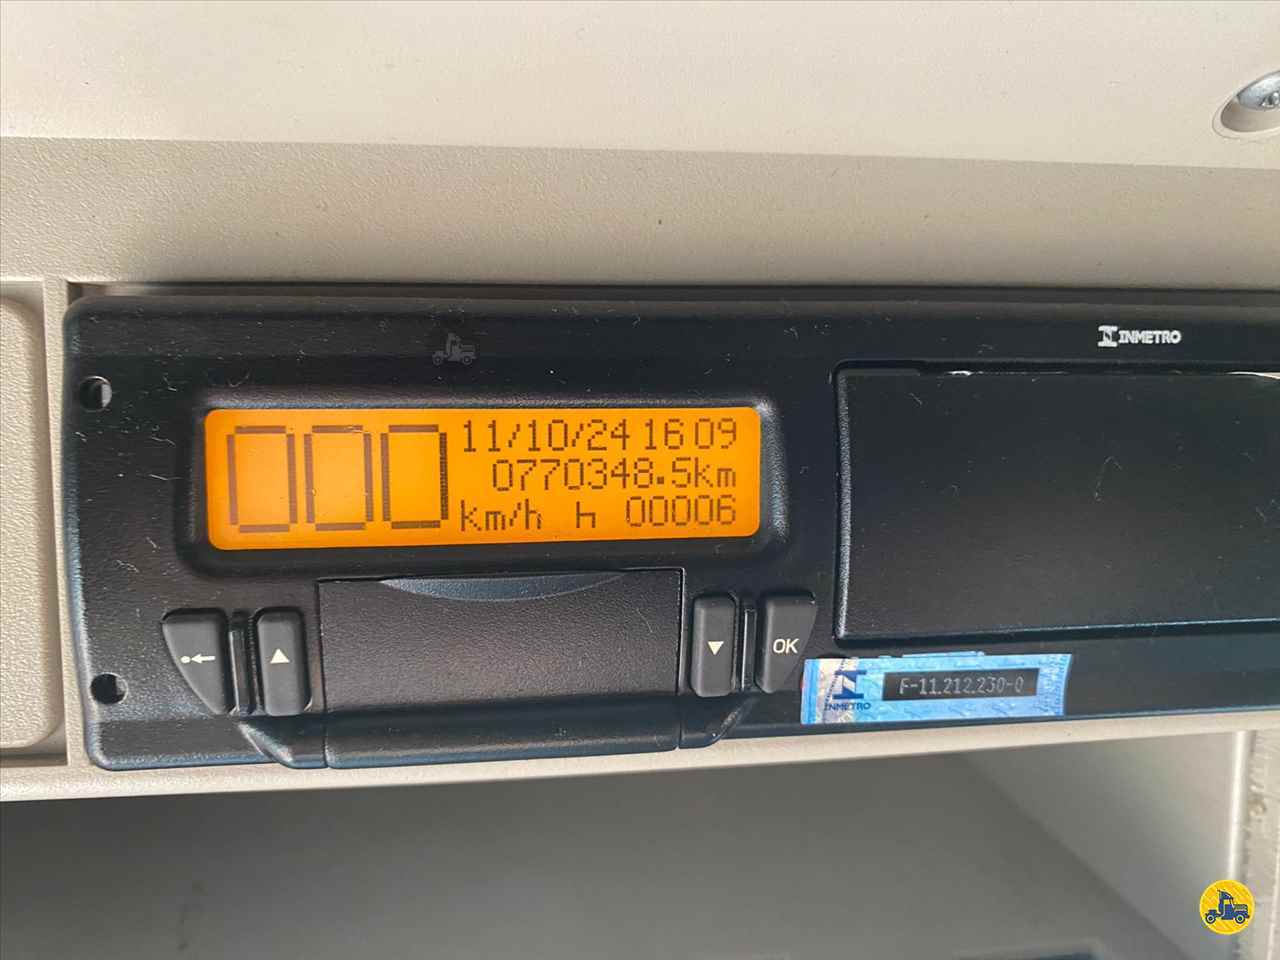 INMETRO
000
11/10/24 16 09
0770348.5km
km/h h 00006
OK
INMETRO
F-11.212.230-0